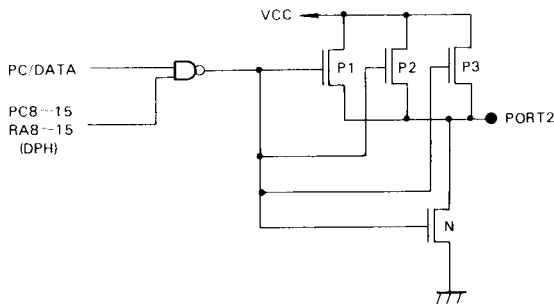 VCC
P1
P2
P3
PC/DATA
PC8~15
RA8~15
(DPH)
PORT2
N